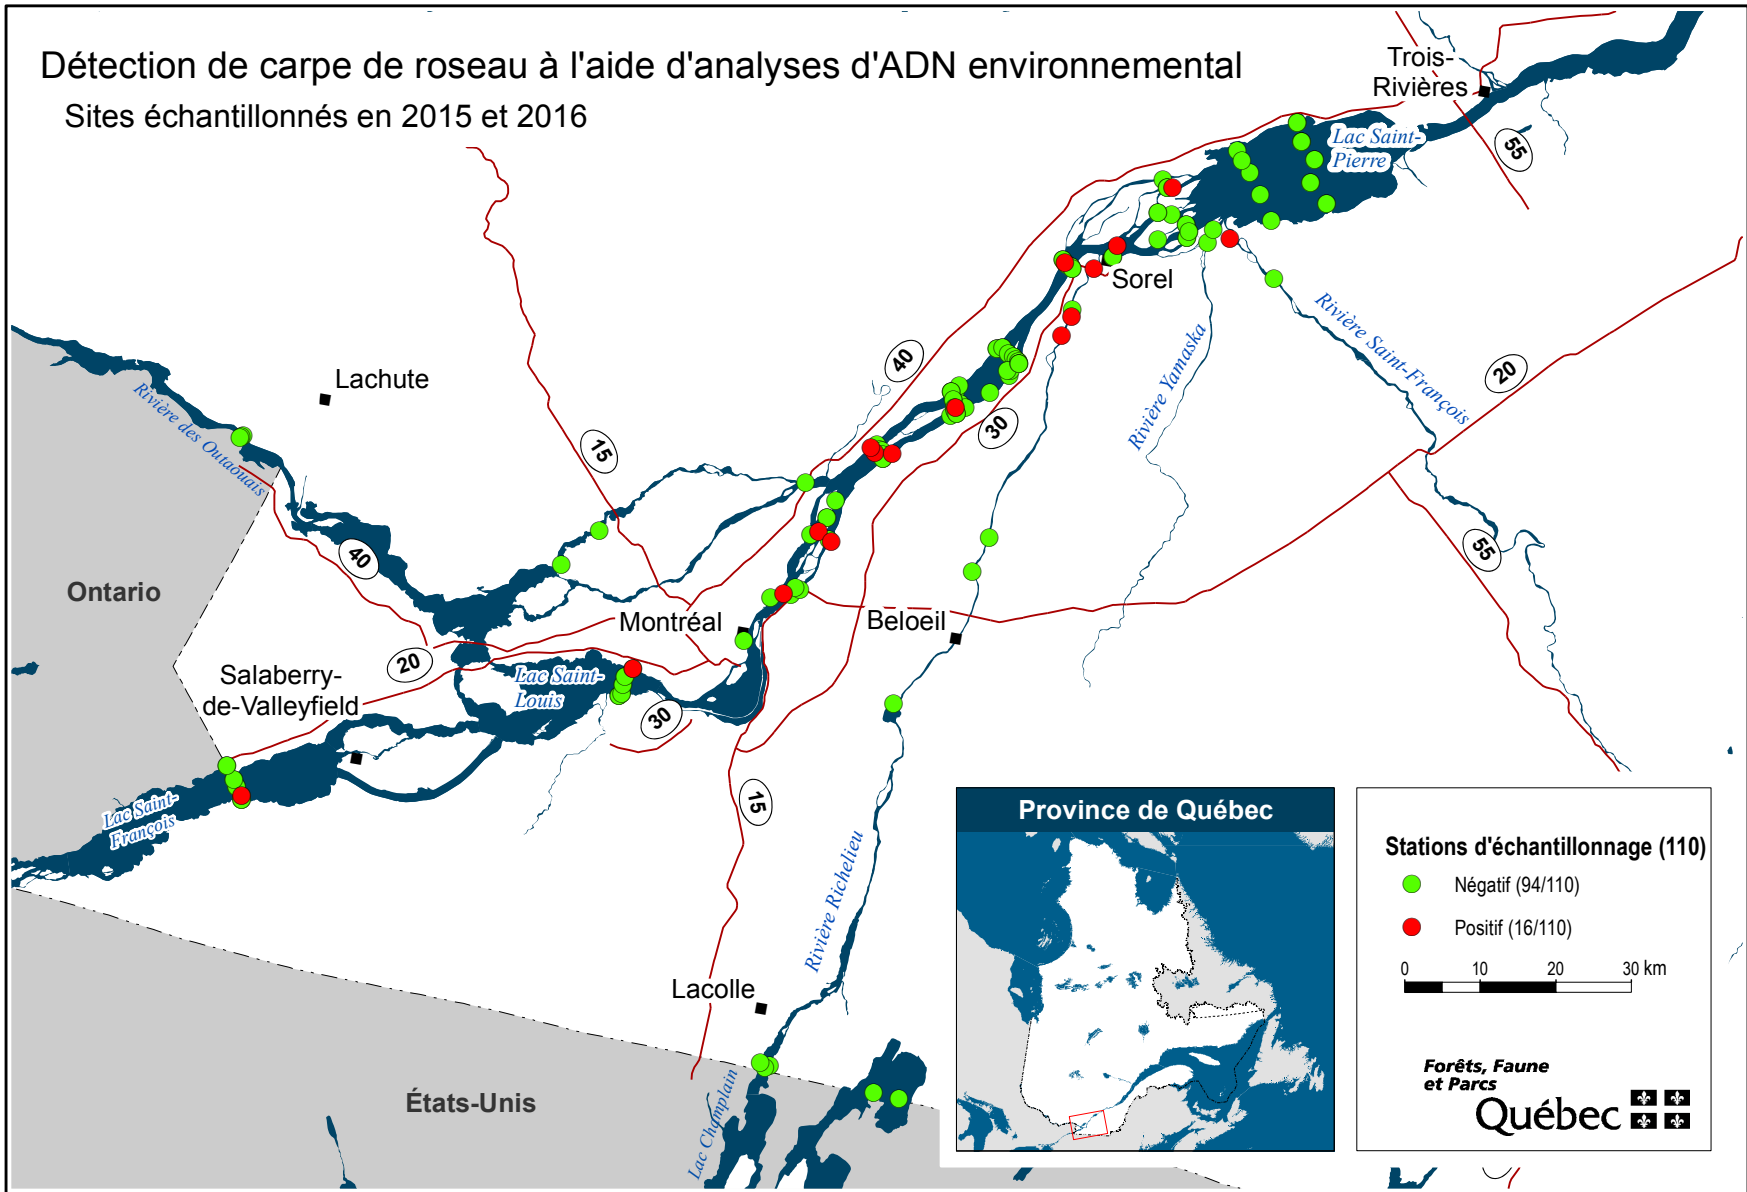 Détection de carpe de roseau à l'aide d'analyses d'ADN environnemental
Sites échantillonnés en 2015 et 2016
Trois-
Rivières
Lac Saint-
Pierre
55
Sorel
Rivière Saint-François
Rivière Yamaska
20
40
30
Lachute
Rivière des Outaouais
15
40
55
Ontario
Montréal
Beloeil
20
Salaberry-
de-Valleyfield
Lac Saint-
Louis
30
15
Lac Saint-
François
Rivière Richelieu
Lacolle
États-Unis
Lac Champlain
Province de Québec
Stations d'échantillonnage (110)
Négatif (94/110)
Positif (16/110)
0 10 20 30 km
Forêts, Faune
et Parcs
Québec